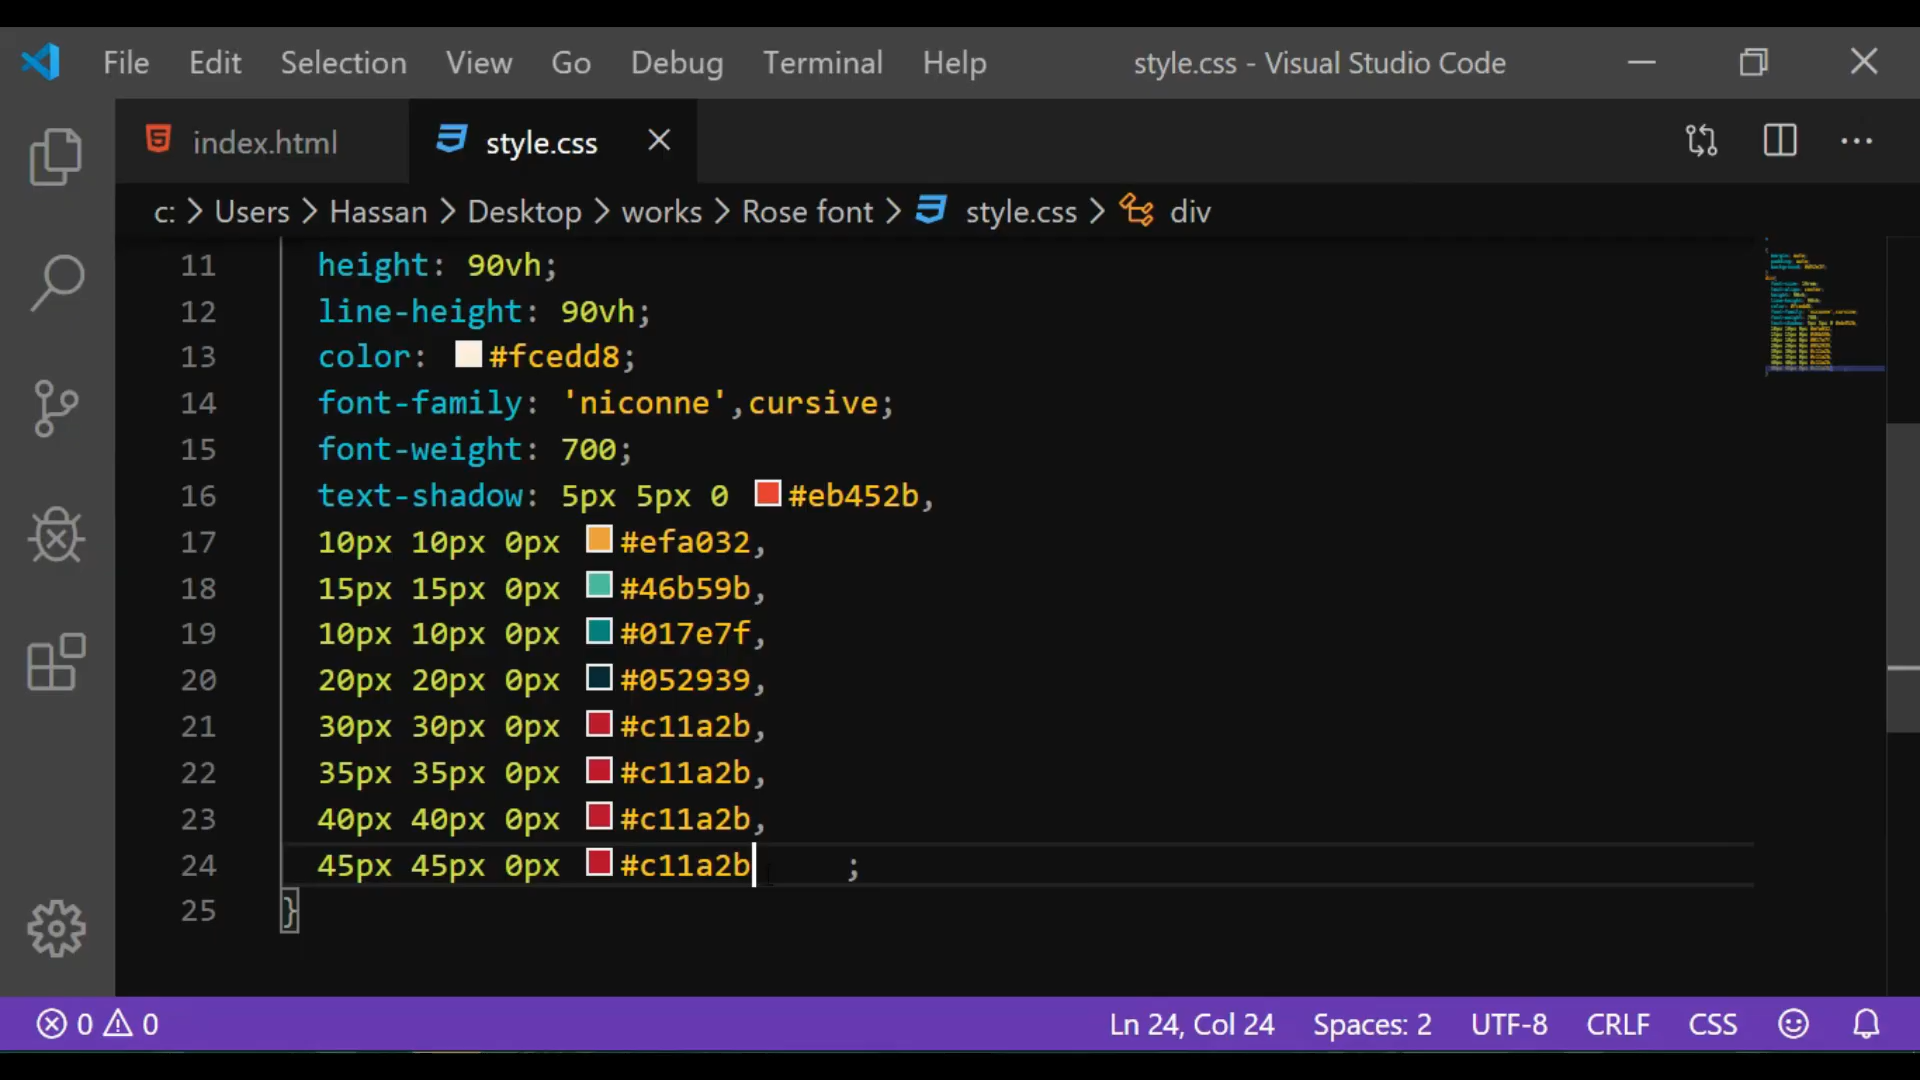 File Edit Selection View Go Debug Terminal Help style.css - Visual Studio Code
index.html style.css
c: > Users > Hassan > Desktop > works > Rose font > style.css > div
11 height: 90vh;
12 line-height: 90vh;
13 color: #fcedd8;
14 font-family: 'niconne',cursive;
15 font-weight: 700;
16 text-shadow: 5px 5px 0 #eb452b,
17 10px 10px 0px #efa032,
18 15px 15px 0px #46b59b,
19 10px 10px 0px #017e7f,
20 20px 20px 0px #052939,
21 30px 30px 0px #c11a2b,
22 35px 35px 0px #c11a2b,
23 40px 40px 0px #c11a2b,
24 45px 45px 0px #c11a2b ;
25 }
0 0 Ln 24, Col 24 Spaces: 2 UTF-8 CRLF CSS